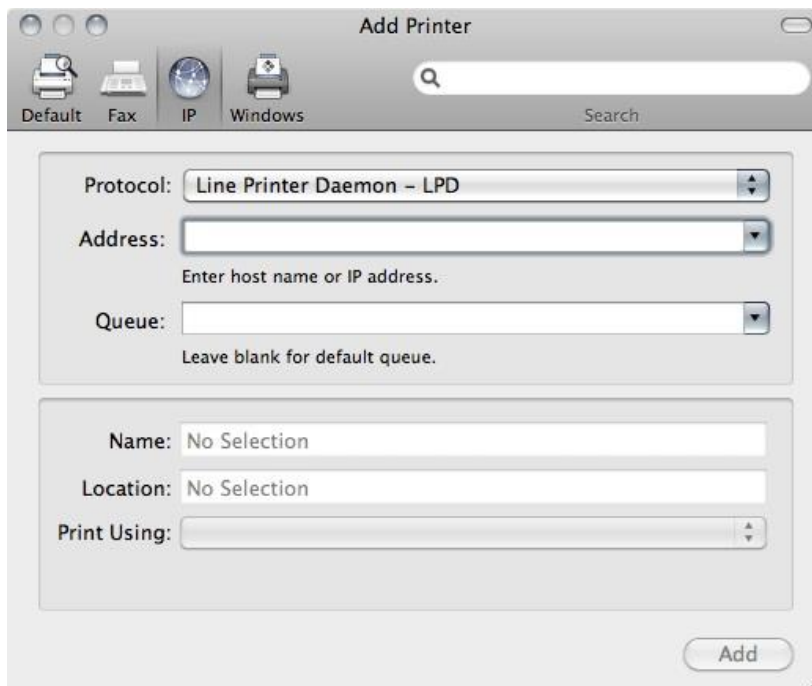 Add Printer
Default Fax IP Windows Search
Protocol: Line Printer Daemon – LPD
Address:
Enter host name or IP address.
Queue:
Leave blank for default queue.
Name: No Selection
Location: No Selection
Print Using:
Add